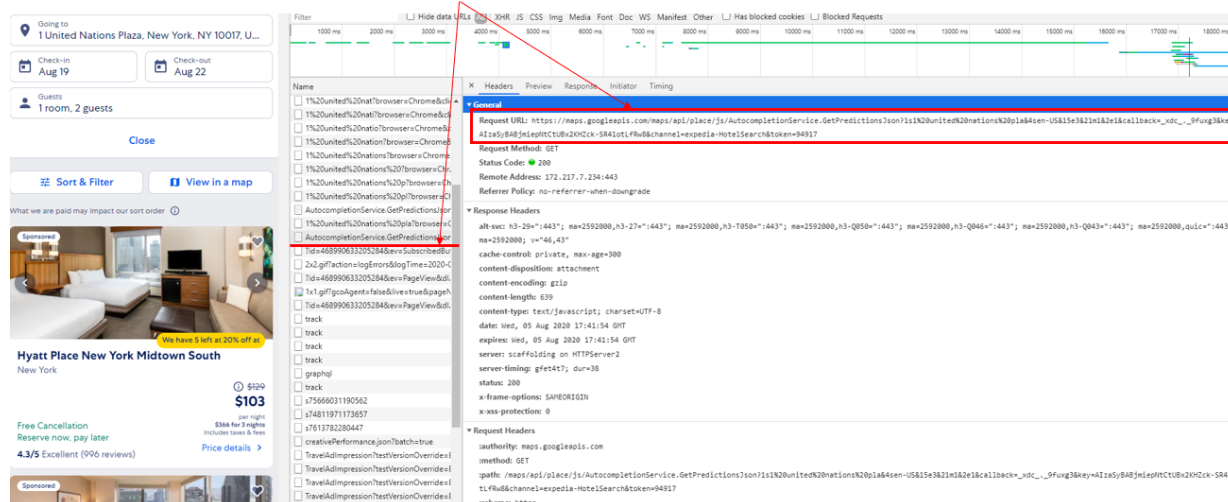 Going to
1 United Nations Plaza, New York, NY 10017, U...
Check-in
Aug 19
Check-out
Aug 22
Guests
1 room, 2 guests
Close
Sort & Filter
View in a map
What we are paid may impact our sort order
Sponsored
We have 5 left at 20% off at
Hyatt Place New York Midtown South
New York
$129
$103
per night
$366 for 3 nights
Includes taxes & fees
Free Cancellation
Reserve now, pay later
Price details
4.3/5 Excellent (996 reviews)
Sponsored
Filter
Hide data URLs
All XHR JS CSS Img Media Font Doc WS Manifest Other
Has blocked cookies
Blocked Requests
1000 ms 2000 ms 3000 ms 4000 ms 5000 ms 6000 ms 7000 ms 8000 ms 9000 ms 10000 ms 11000 ms 12000 ms 13000 ms 14000 ms 15000 ms 16000 ms 17000 ms 18000 ms
Name
1%20united%20nat?browser=Chrome&cli
1%20united%20nat?browser=Chrome&cl
1%20united%20natio?browser=Chrome&
1%20united%20nation?browser=Chrome&
1%20united%20nations?browser=Chrome
1%20united%20nations%20?browser=Chr.
1%20united%20nations%20p?browser=Ch
1%20united%20nations%20pl?browser=Ch
AutocompletionService.GetPredictionsJson
1%20united%20nations%20pla?browser=C
AutocompletionService.GetPredictionsJson
?id=468990633205284&ev=SubscribedBu
2x2.gif?action=logErrors&logTime=2020-0
?id=468990633205284&ev=PageView&dl.
1x1.gif?gcoAgent=false&live=true&pageN
?id=468990633205284&ev=PageView&dl.
track
track
track
track
graphql
track
s75666031190562
s74811971173657
s7613782280447
creativePerformance.json?batch=true
TravelAdImpression?testVersionOverride=E
TravelAdImpression?testVersionOverride=E
TravelAdImpression?testVersionOverride=E
TravelAdImpression?testVersionOverride=E
Headers Preview Response Initiator Timing
General
Request URL: https://maps.googleapis.com/maps/api/place/js/AutocompletionService.GetPredictionsJson?1s1%20united%20nations%20pla&4sen-US&15e3&21m1&2e1&callback=_xdc_._9fuxg3&ke
AIzaSyBABjmiepNtCtUBx2KHZck-SR4lotLfRw8&channel=expedia-HotelSearch&token=94917
Request Method: GET
Status Code: 200
Remote Address: 172.217.7.234:443
Referrer Policy: no-referrer-when-downgrade
Response Headers
alt-svc: h3-29=":443"; ma=2592000,h3-27=":443"; ma=2592000,h3-T050=":443"; ma=2592000,h3-Q050=":443"; ma=2592000,h3-Q046=":443"; ma=2592000,h3-Q043=":443"; ma=2592000,quic=":443
ma=2592000; v="46,43"
cache-control: private, max-age=300
content-disposition: attachment
content-encoding: gzip
content-length: 639
content-type: text/javascript; charset=UTF-8
date: Wed, 05 Aug 2020 17:41:54 GMT
expires: Wed, 05 Aug 2020 17:41:54 GMT
server: scaffolding on HTTPServer2
server-timing: gfet4t7; dur=38
status: 200
x-frame-options: SAMEORIGIN
x-xss-protection: 0
Request Headers
:authority: maps.googleapis.com
:method: GET
:path: /maps/api/place/js/AutocompletionService.GetPredictionsJson?1s1%20united%20nations%20pla&4sen-US&15e3&21m1&2e1&callback=_xdc_._9fuxg3&key=AIzaSyBABjmiepNtCtUBx2KHZck-SR4
tLfRw8&channel=expedia-HotelSearch&token=94917